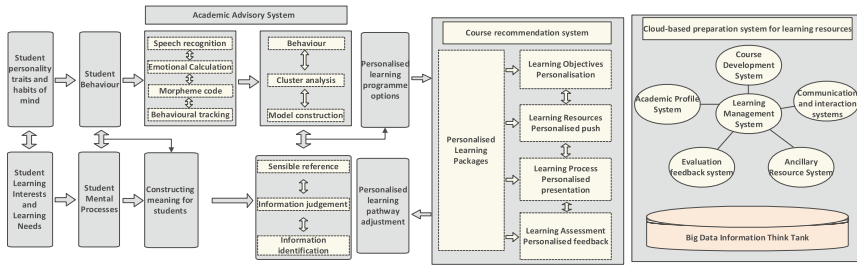 Academic Advisory System
Student
personality
traits and
habits of
mind
Student
Behaviour
Speech recognition
Emotional Calculation
Morpheme code
Behavioural tracking
Behaviour
Cluster analysis
Model construction
Personalised
learning
programme
options
Student
Learning
Interests
and
Learning
Needs
Student
Mental
Processes
Constructing
meaning for
students
Sensible reference
Information judgement
Information
identification
Personalised
learning
pathway
adjustment
Course recommendation system
Personalised
Learning
Packages
Learning Objectives
Personalisation
Learning Resources
Personalised push
Learning Process
Personalised
presentation
Learning Assessment
Personalised feedback
Cloud-based preparation system for learning resources
Course
Development
System
Academic Profile
System
Learning
Management
System
Communication
and interaction
systems
Evaluation
feedback system
Ancillary
Resource System
Big Data Information Think Tank